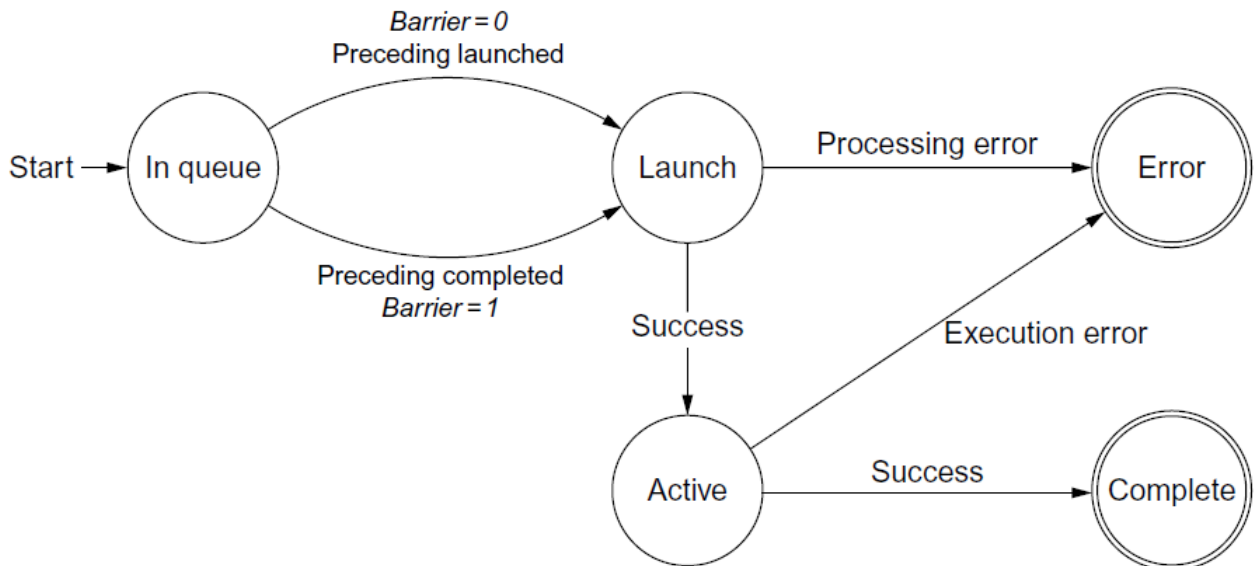 Barrier = 0
Preceding launched
Start
In queue
Launch
Processing error
Error
Preceding completed
Barrier = 1
Success
Execution error
Active
Success
Complete